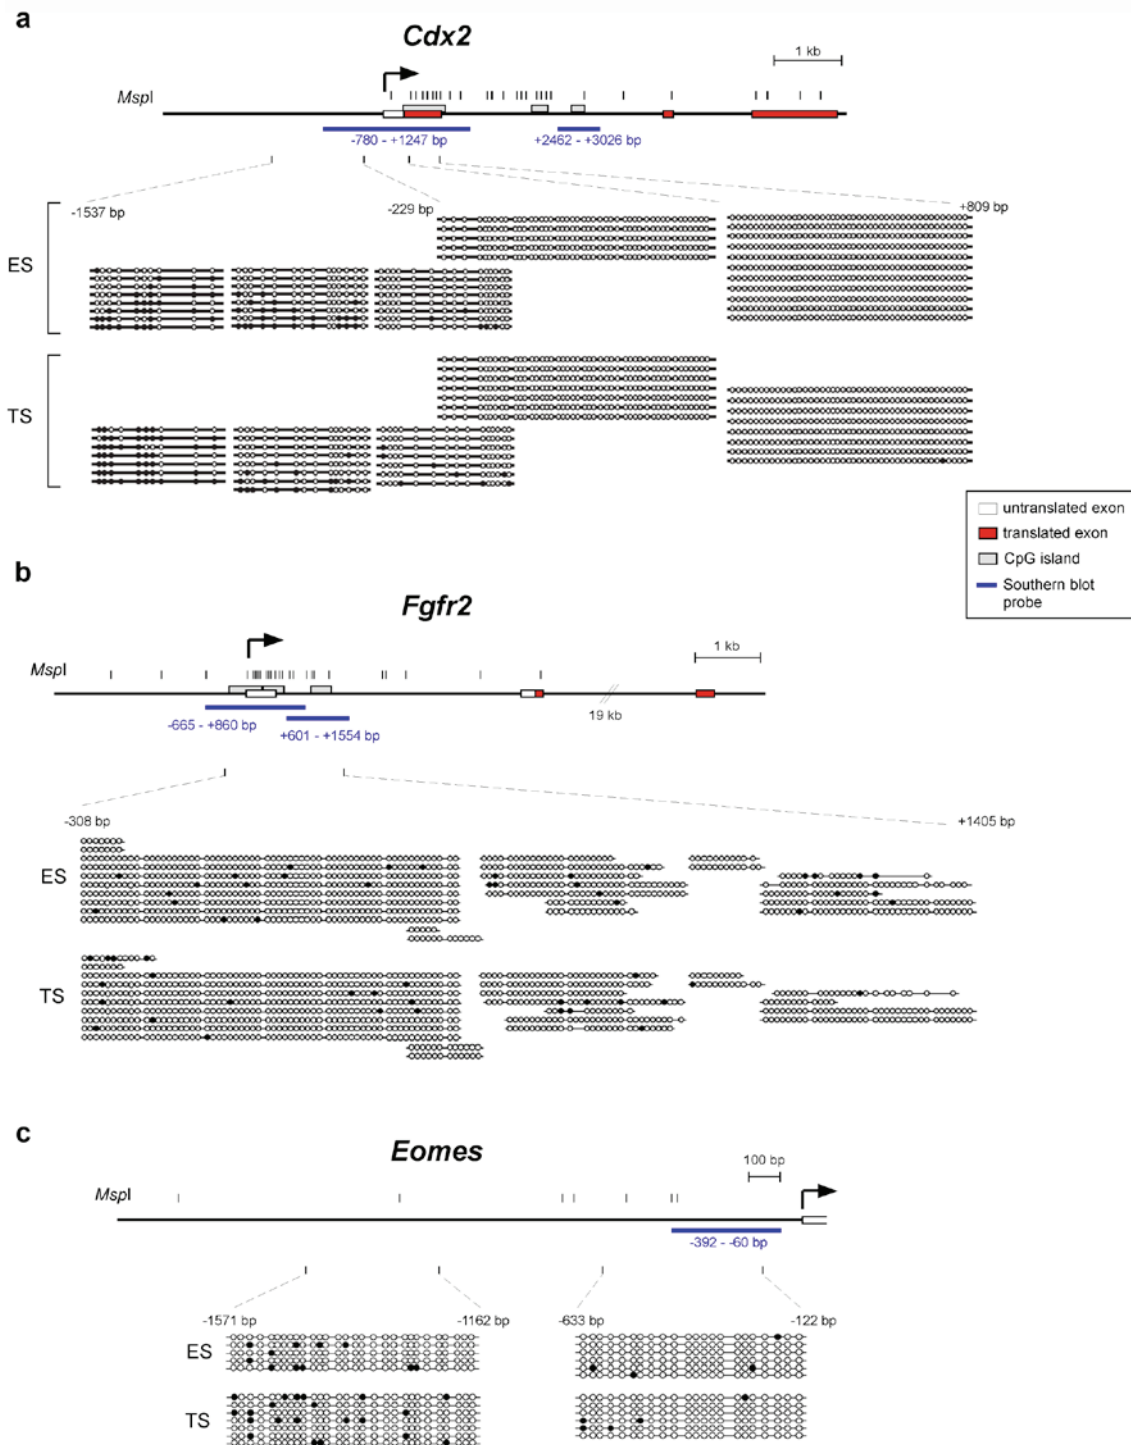 a
Cdx2
1 kb
MspI
-780 - +1247 bp
+2462 - +3026 bp
-1537 bp
-229 bp
+809 bp
ES
TS
untranslated exon
translated exon
CpG island
Southern blot
probe
b
Fgfr2
1 kb
MspI
19 kb
-665 - +860 bp
+601 - +1554 bp
-308 bp
+1405 bp
ES
TS
c
Eomes
100 bp
MspI
-392 - -60 bp
-1571 bp
-1162 bp
-633 bp
-122 bp
ES
TS